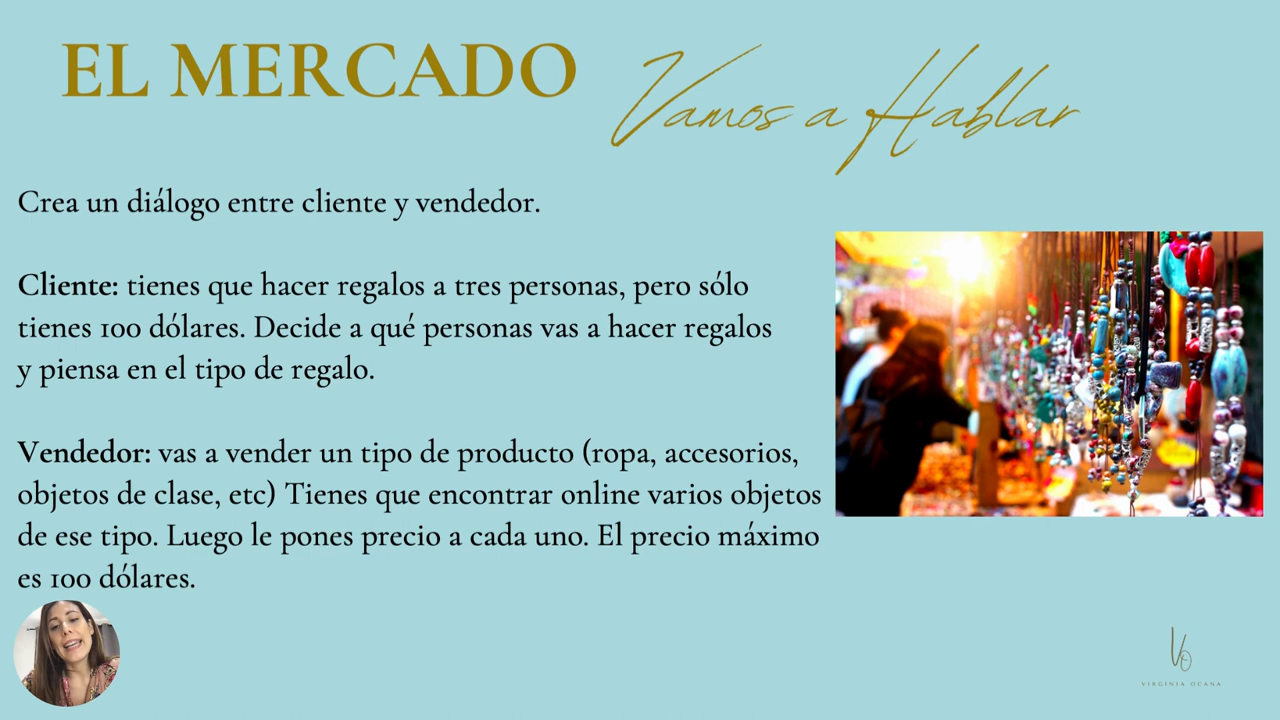 EL MERCADO Vamos a Hablar
Crea un diálogo entre cliente y vendedor.
Cliente: tienes que hacer regalos a tres personas, pero sólo
tienes 100 dólares. Decide a qué personas vas a hacer regalos
y piensa en el tipo de regalo.
Vendedor: vas a vender un tipo de producto (ropa, accesorios,
objetos de clase, etc) Tienes que encontrar online varios objetos
de ese tipo. Luego le pones precio a cada uno. El precio máximo
es 100 dólares.
VO
VIRGINIA OCANA